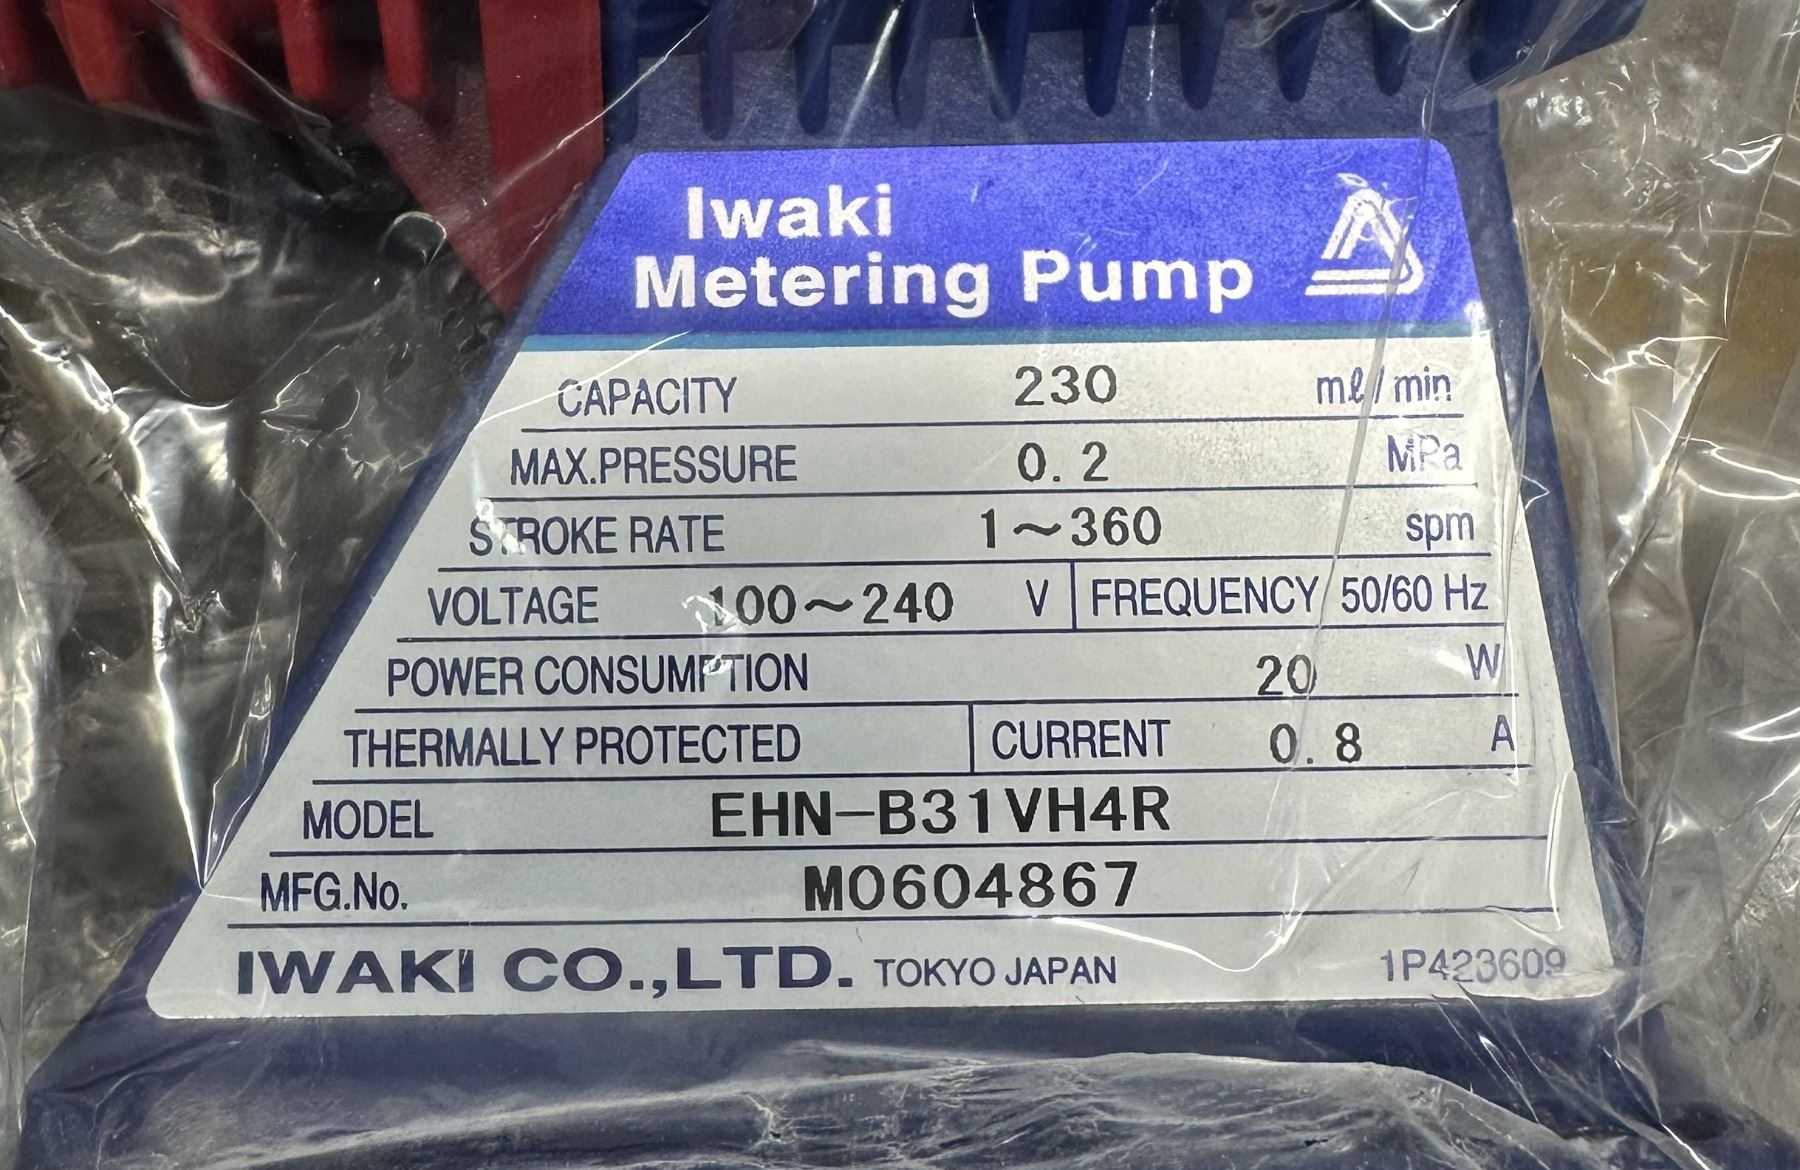 Iwaki
Metering Pump
CAPACITY 230 mℓ/min
MAX.PRESSURE 0.2 MPa
STROKE RATE 1~360 spm
VOLTAGE 100~240 V FREQUENCY 50/60 Hz
POWER CONSUMPTION 20 W
THERMALLY PROTECTED CURRENT 0.8 A
MODEL EHN-B31VH4R
MFG.No. M0604867
IWAKI CO.,LTD. TOKYO JAPAN 1P423609